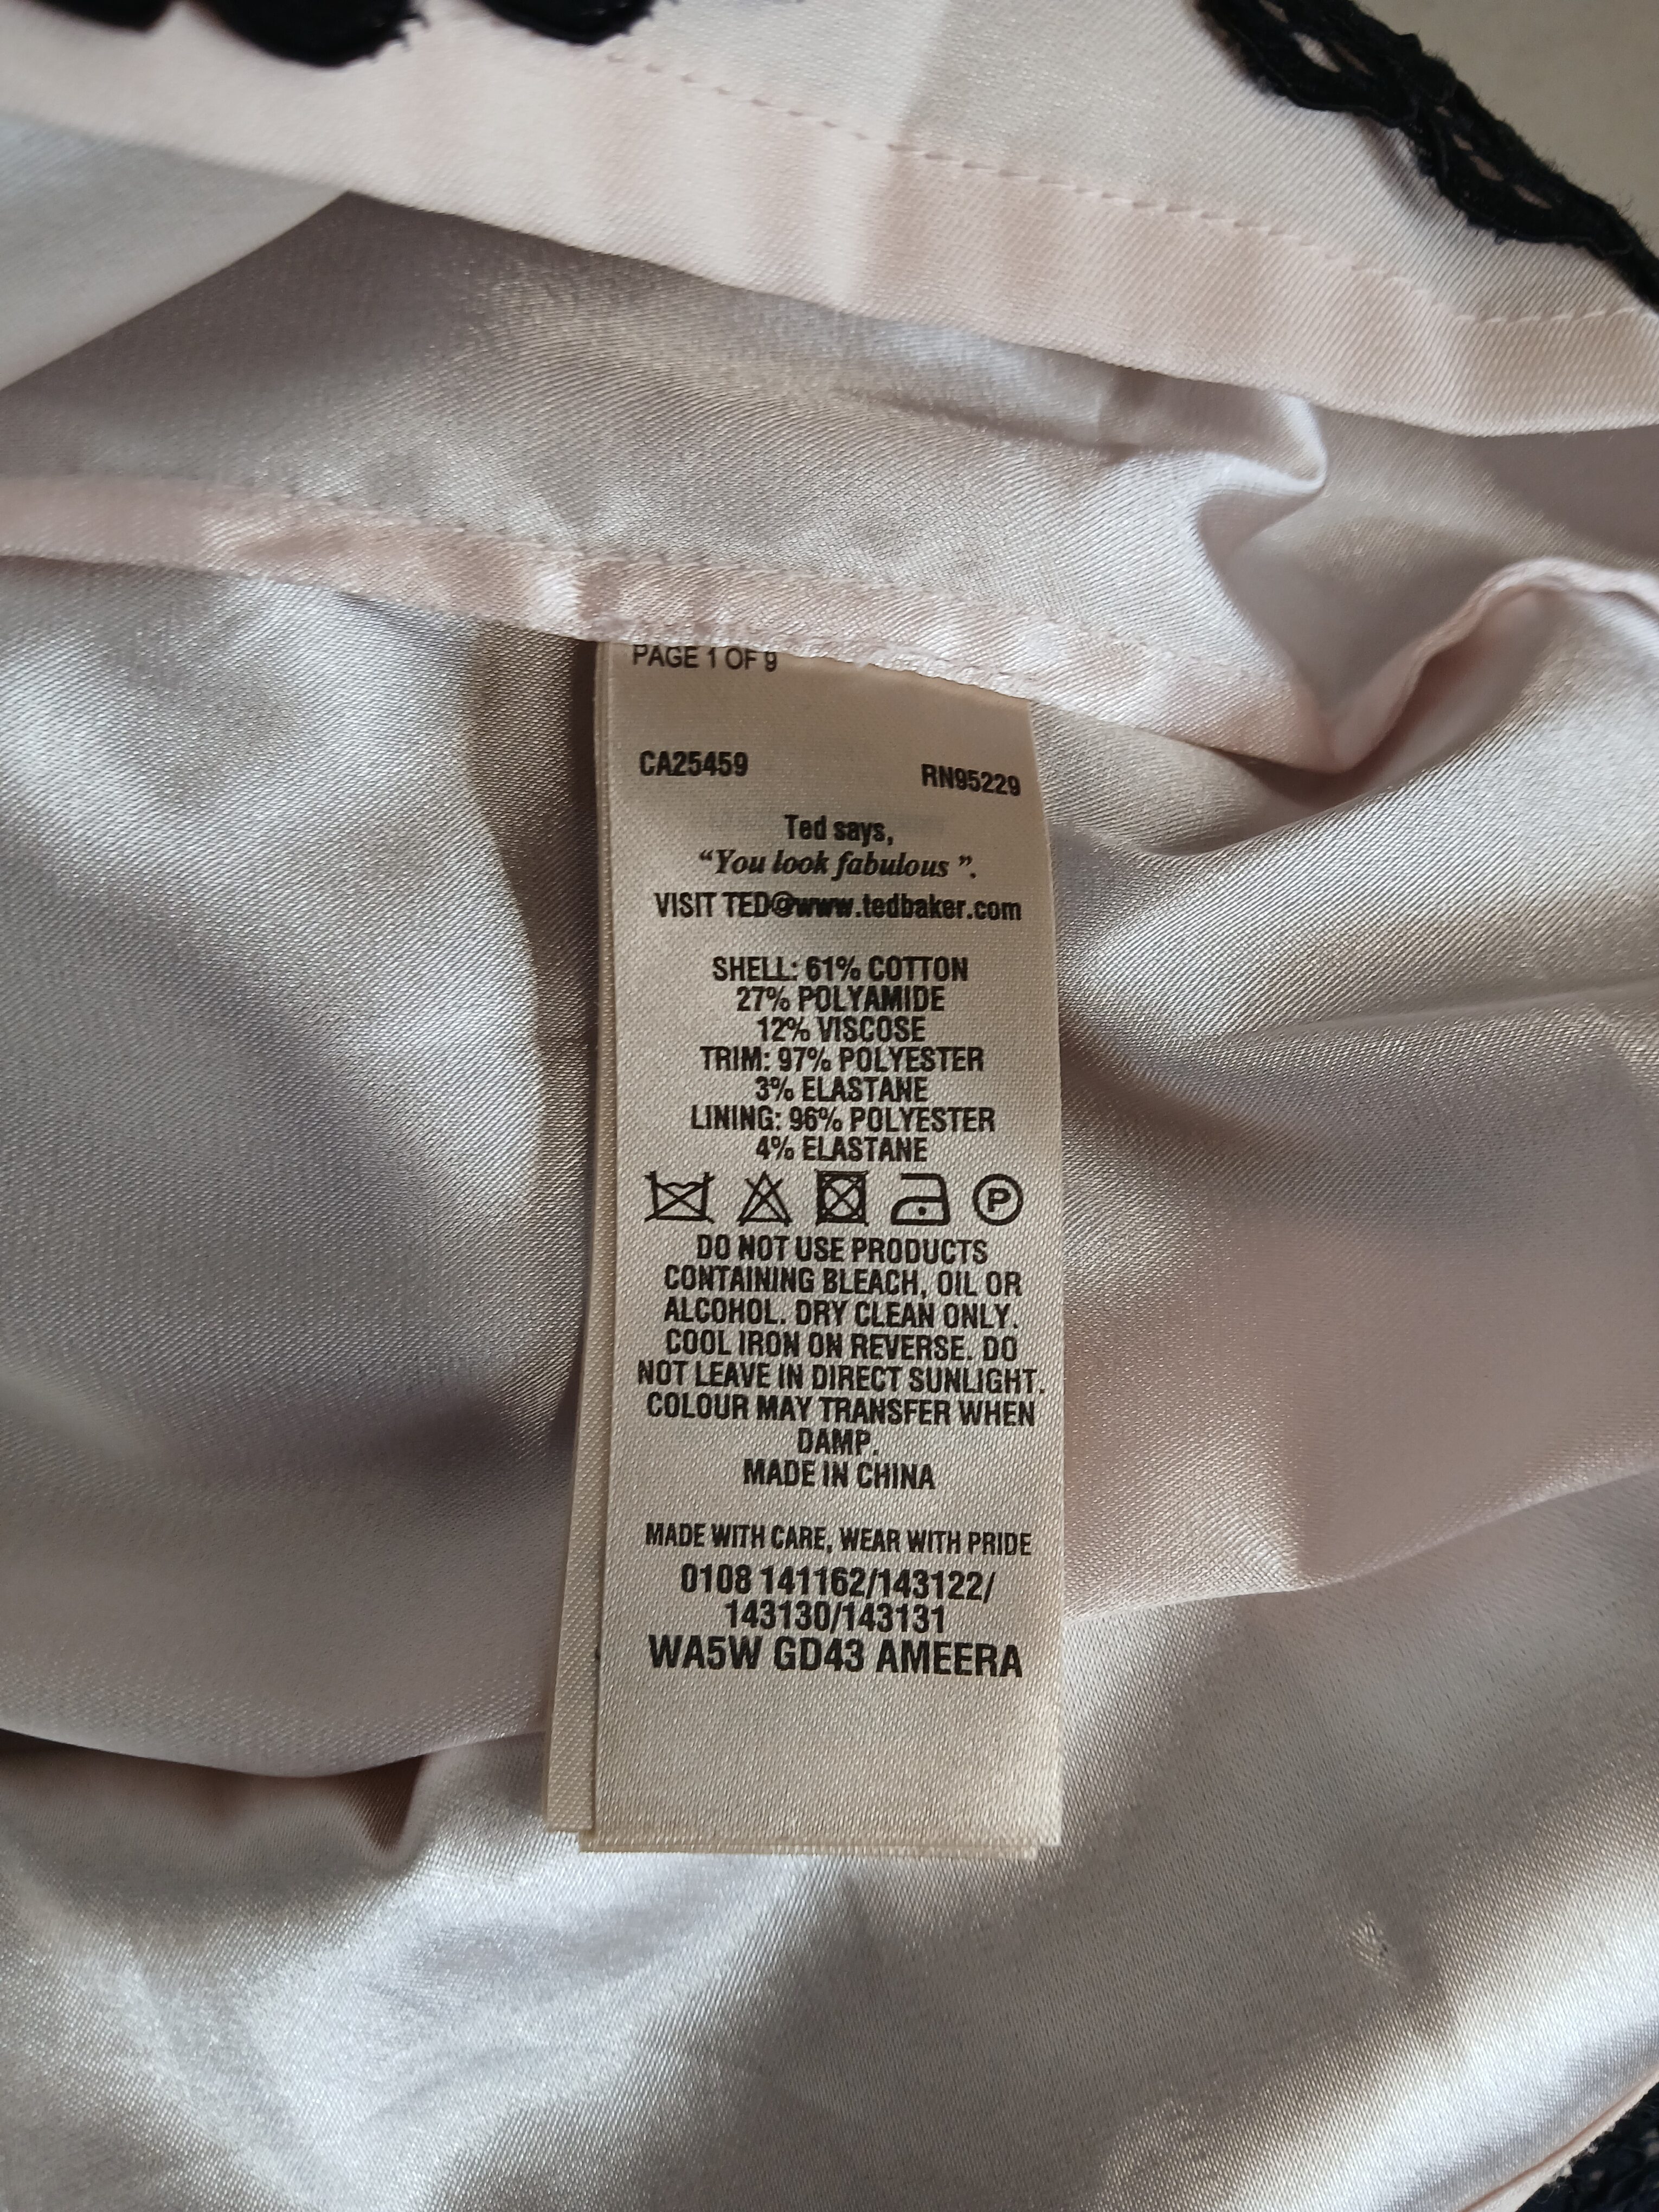 PAGE 1 OF 9
CA25459 RN95229
Ted says,
“You look fabulous ”.
VISIT TED@www.tedbaker.com
SHELL: 61% COTTON
27% POLYAMIDE
12% VISCOSE
TRIM: 97% POLYESTER
3% ELASTANE
LINING: 96% POLYESTER
4% ELASTANE
P
DO NOT USE PRODUCTS
CONTAINING BLEACH, OIL OR
ALCOHOL. DRY CLEAN ONLY.
COOL IRON ON REVERSE. DO
NOT LEAVE IN DIRECT SUNLIGHT.
COLOUR MAY TRANSFER WHEN
DAMP.
MADE IN CHINA
MADE WITH CARE, WEAR WITH PRIDE
0108 141162/143122/
143130/143131
WA5W GD43 AMEERA